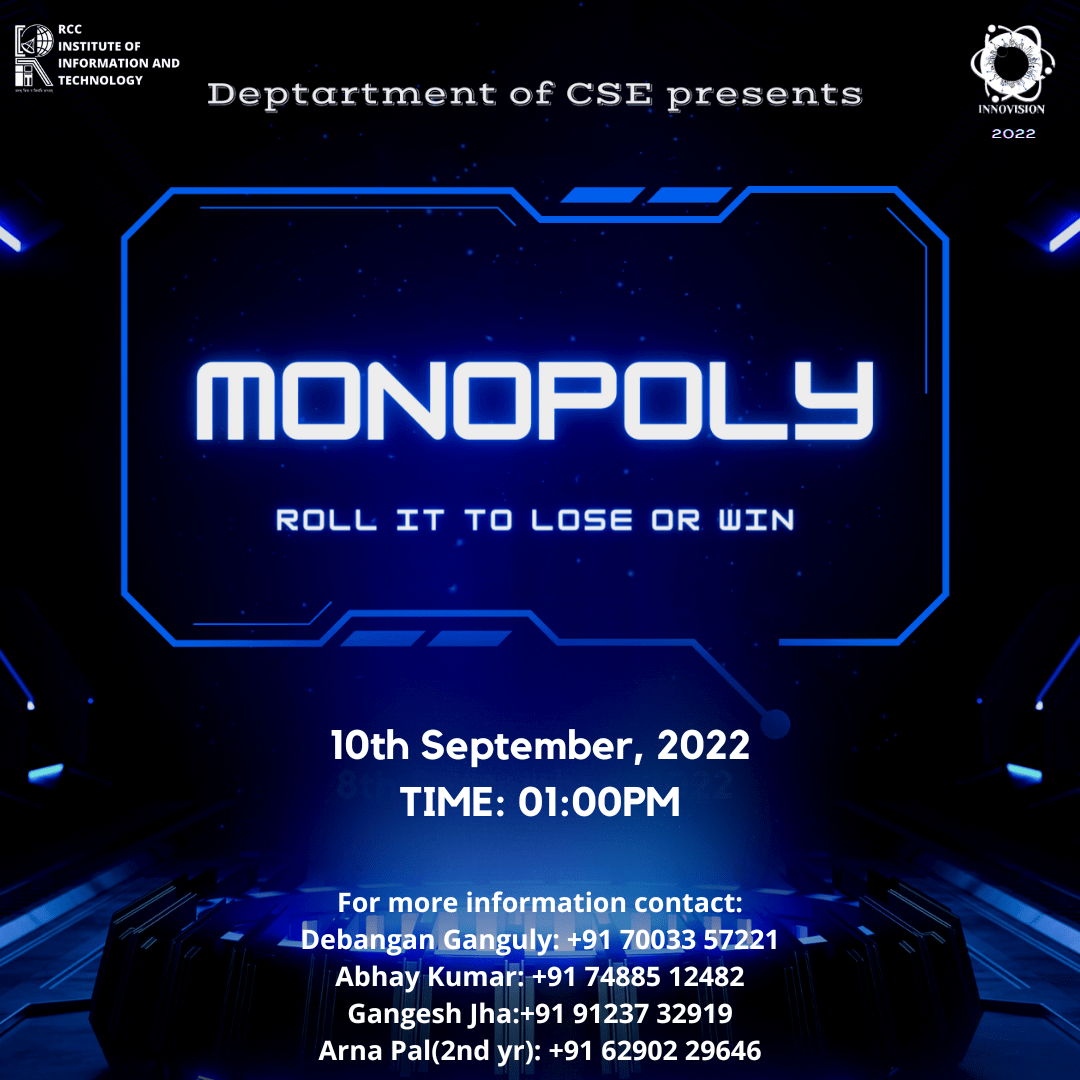 RCC
INSTITUTE OF
INFORMATION AND
TECHNOLOGY
INNOVISION
2022
Deptartment of CSE presents
MONOPOLY
ROLL IT TO LOSE OR WIN
10th September, 2022
TIME: 01:00PM
For more information contact:
Debangan Ganguly: +91 70033 57221
Abhay Kumar: +91 74885 12482
Gangesh Jha:+91 91237 32919
Arna Pal(2nd yr): +91 62902 29646